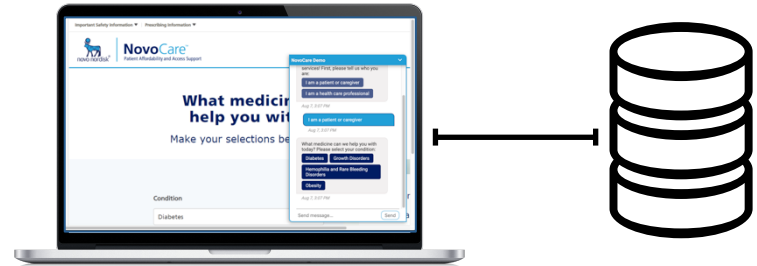 Important Safety Information ▼ Prescribing Information ▼
novo nordisk
NovoCare®
Patient Affordability and Access Support
What medicin
help you wit
Make your selections be
Condition
Diabetes
NovoCare Demo
services! First, please tell us who you
are:
I am a patient or caregiver
I am a health care professional
Aug 7, 3:07 PM
I am a patient or caregiver
Aug 7, 3:07 PM
What medicine can we help you with
today? Please select your condition:
Diabetes Growth Disorders
Hemophilia and Rare Bleeding
Disorders
Obesity
Aug 7, 3:07 PM
Send message... Send